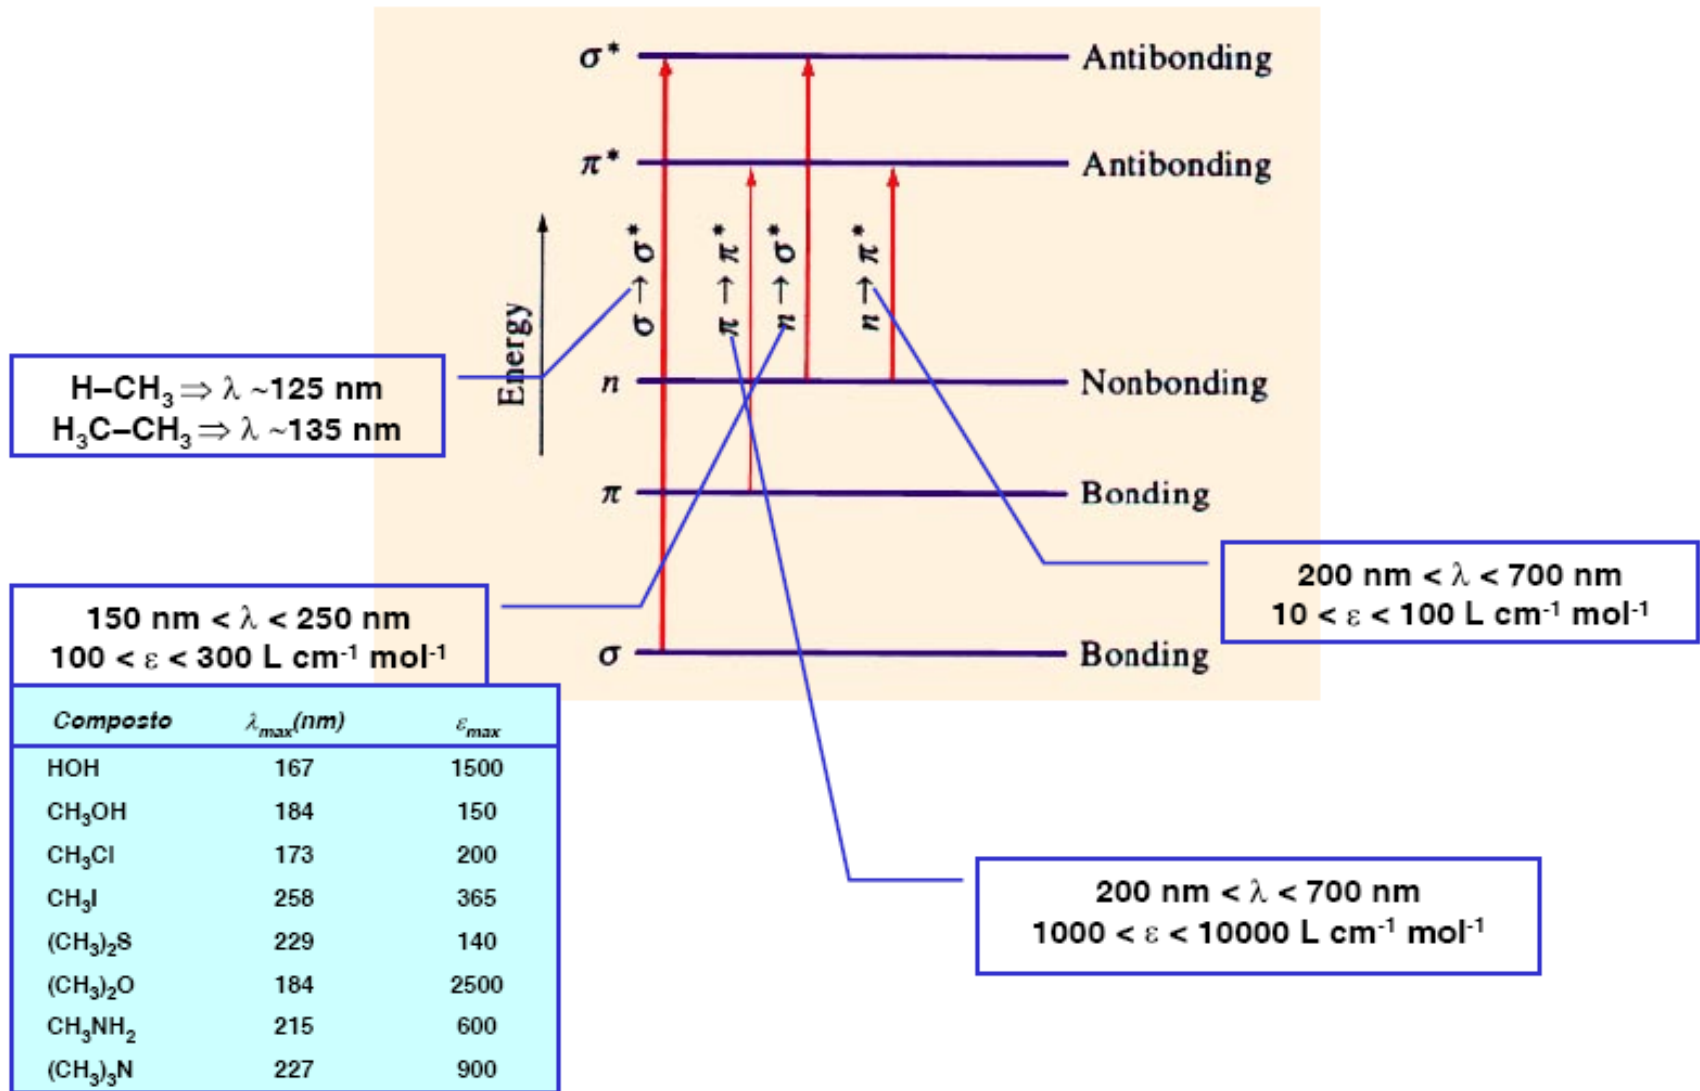 σ* Antibonding
π* Antibonding
σ → σ*
π → π*
n → σ*
n → π*
Energy
n Nonbonding
π Bonding
σ Bonding
H–CH₃ ⇒ λ ~125 nm
H₃C–CH₃ ⇒ λ ~135 nm
200 nm < λ < 700 nm
10 < ε < 100 L cm⁻¹ mol⁻¹
150 nm < λ < 250 nm
100 < ε < 300 L cm⁻¹ mol⁻¹
Composto λmax(nm) εmax
HOH 167 1500
CH₃OH 184 150
CH₃Cl 173 200
CH₃I 258 365
(CH₃)₂S 229 140
(CH₃)₂O 184 2500
CH₃NH₂ 215 600
(CH₃)₃N 227 900
200 nm < λ < 700 nm
1000 < ε < 10000 L cm⁻¹ mol⁻¹